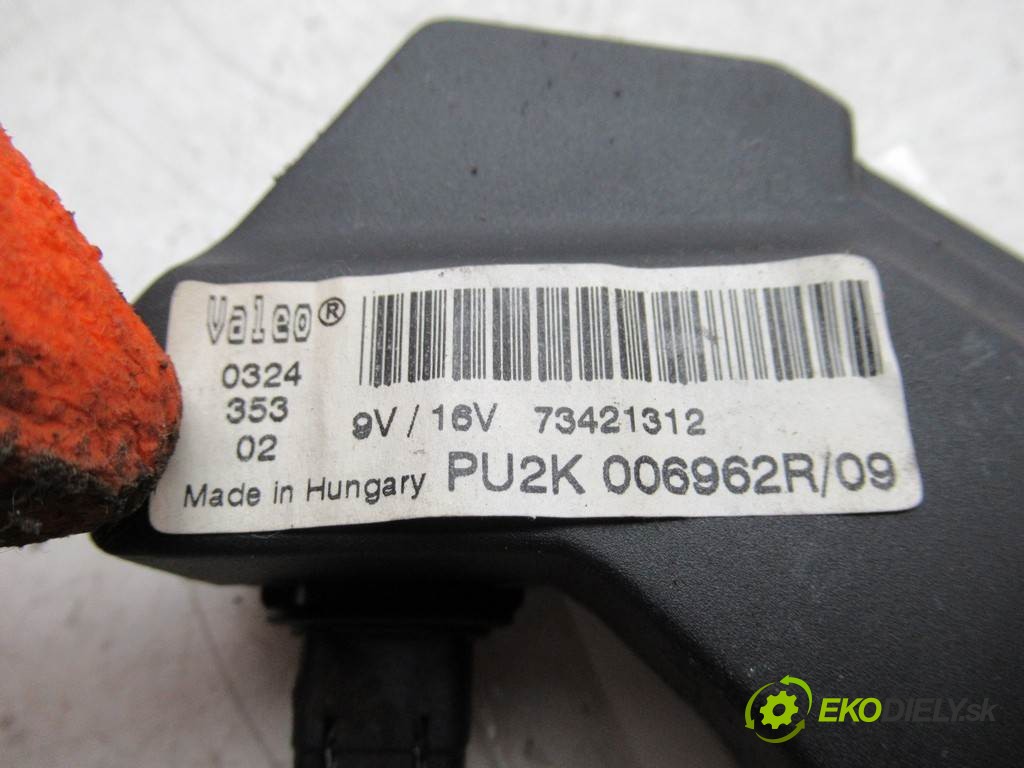 Valeo®
0324
353
02
9V / 16V 73421312
Made in Hungary PU2K 006962R/09
EKODIELY.sk